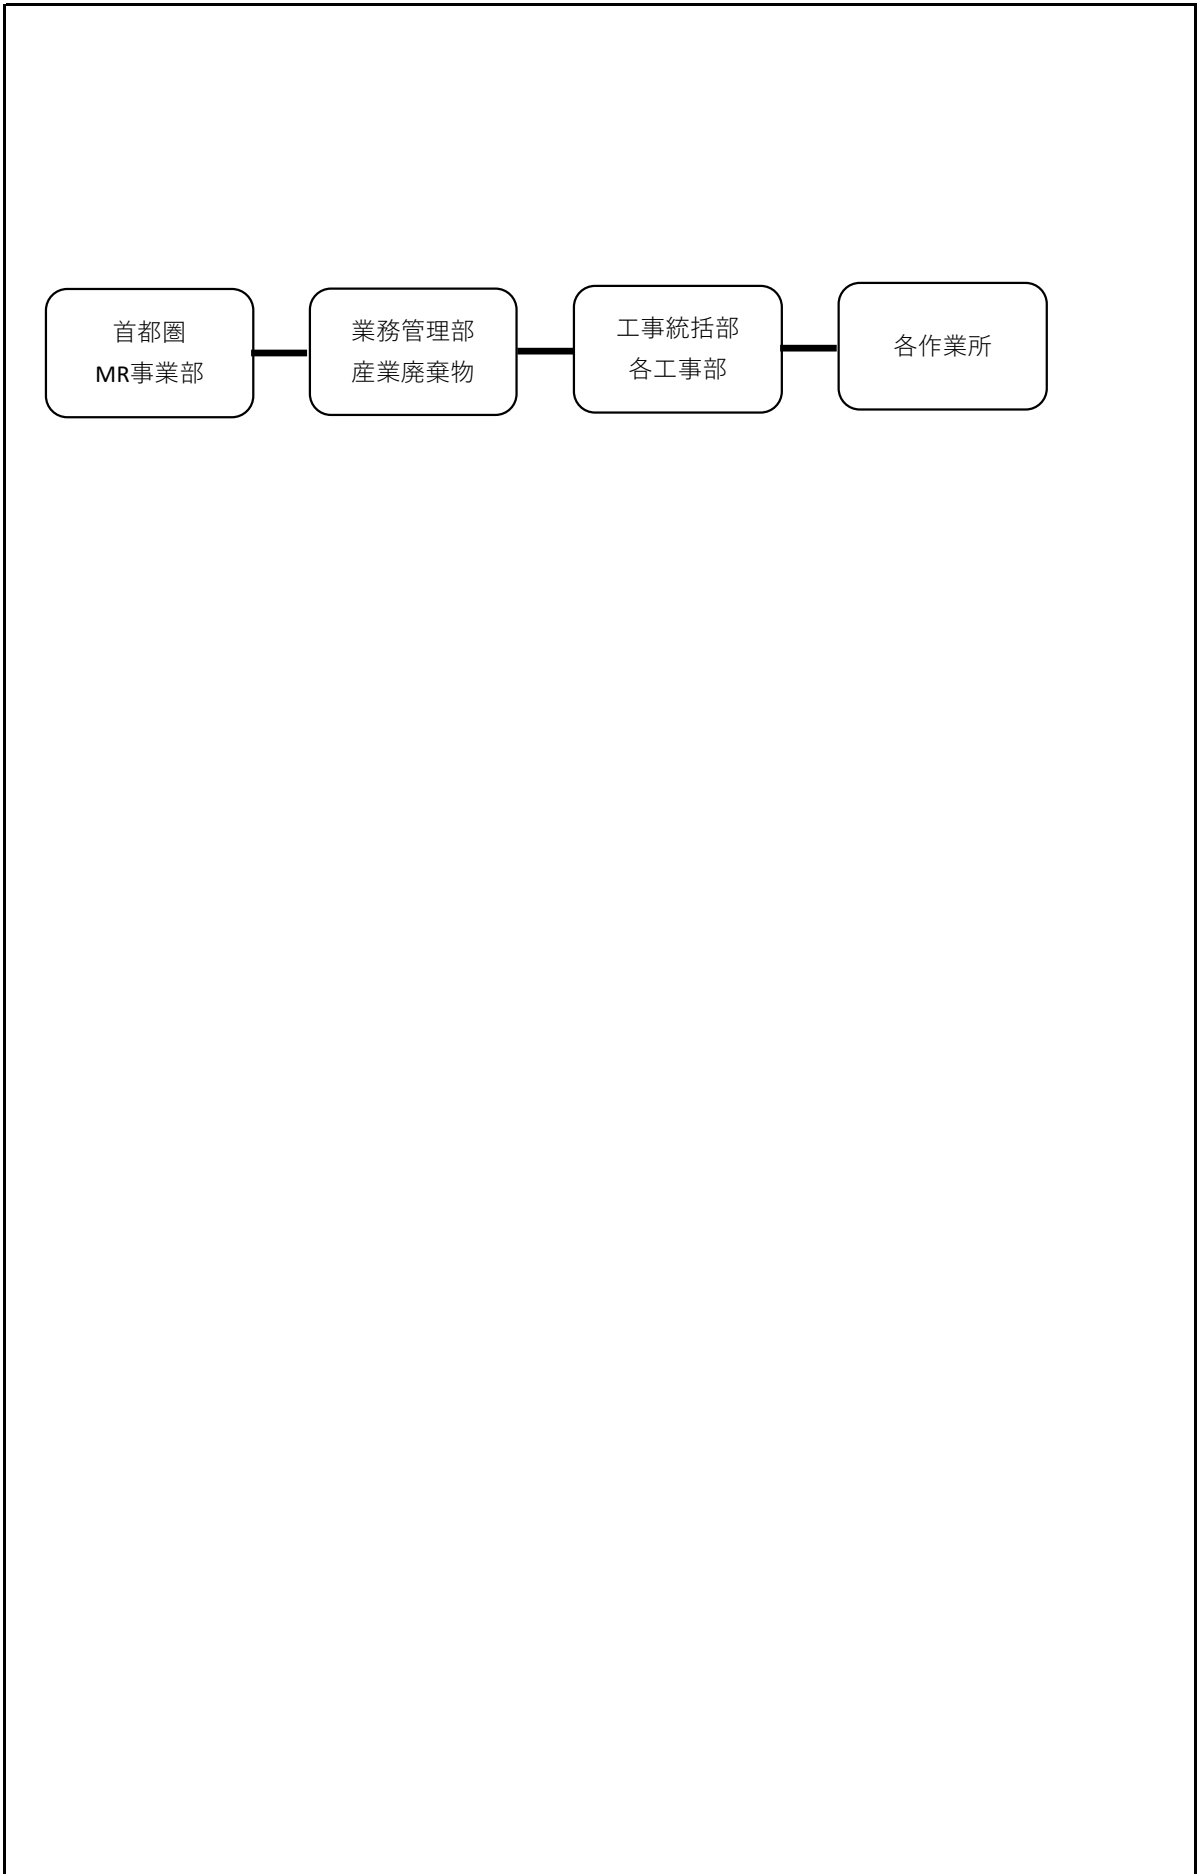 首都圏
MR事業部
業務管理部
産業廃棄物
工事統括部
各工事部
各作業所